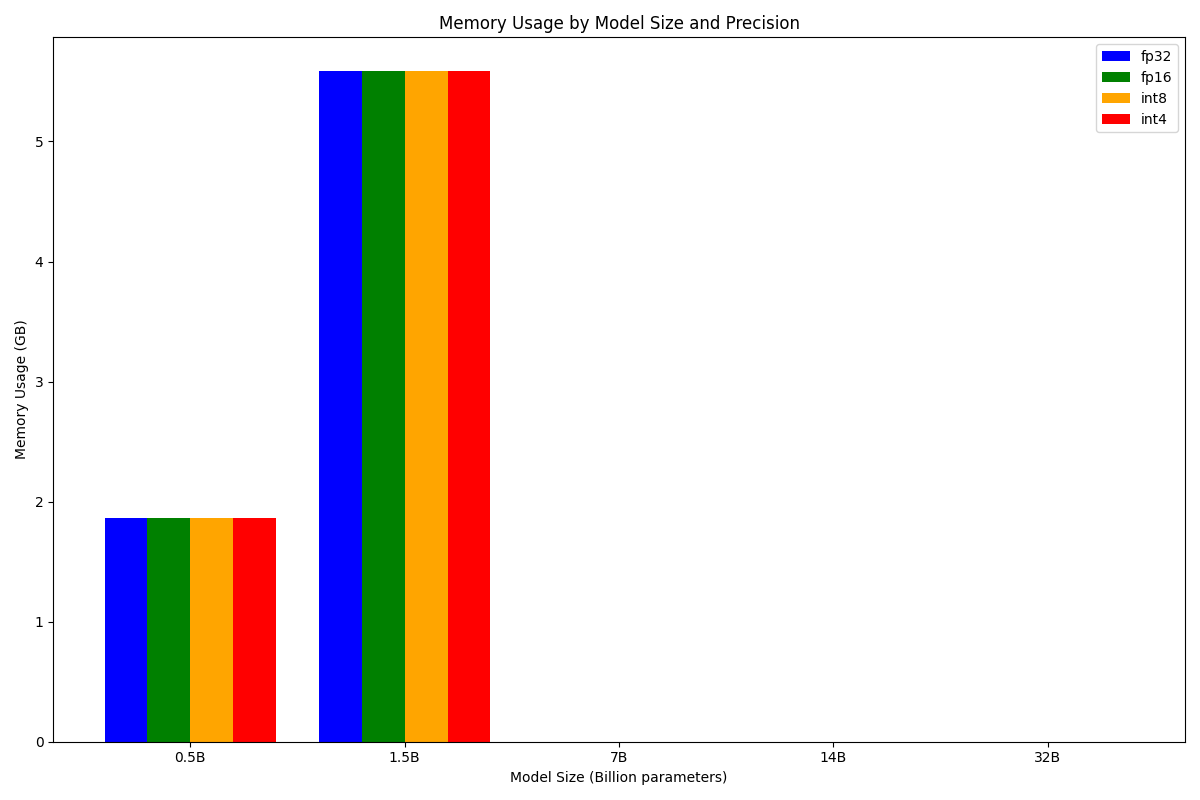 Memory Usage by Model Size and Precision
fp32
fp16
int8
int4
Memory Usage (GB)
5
4
3
2
1
0
0.5B
1.5B
7B
14B
32B
Model Size (Billion parameters)